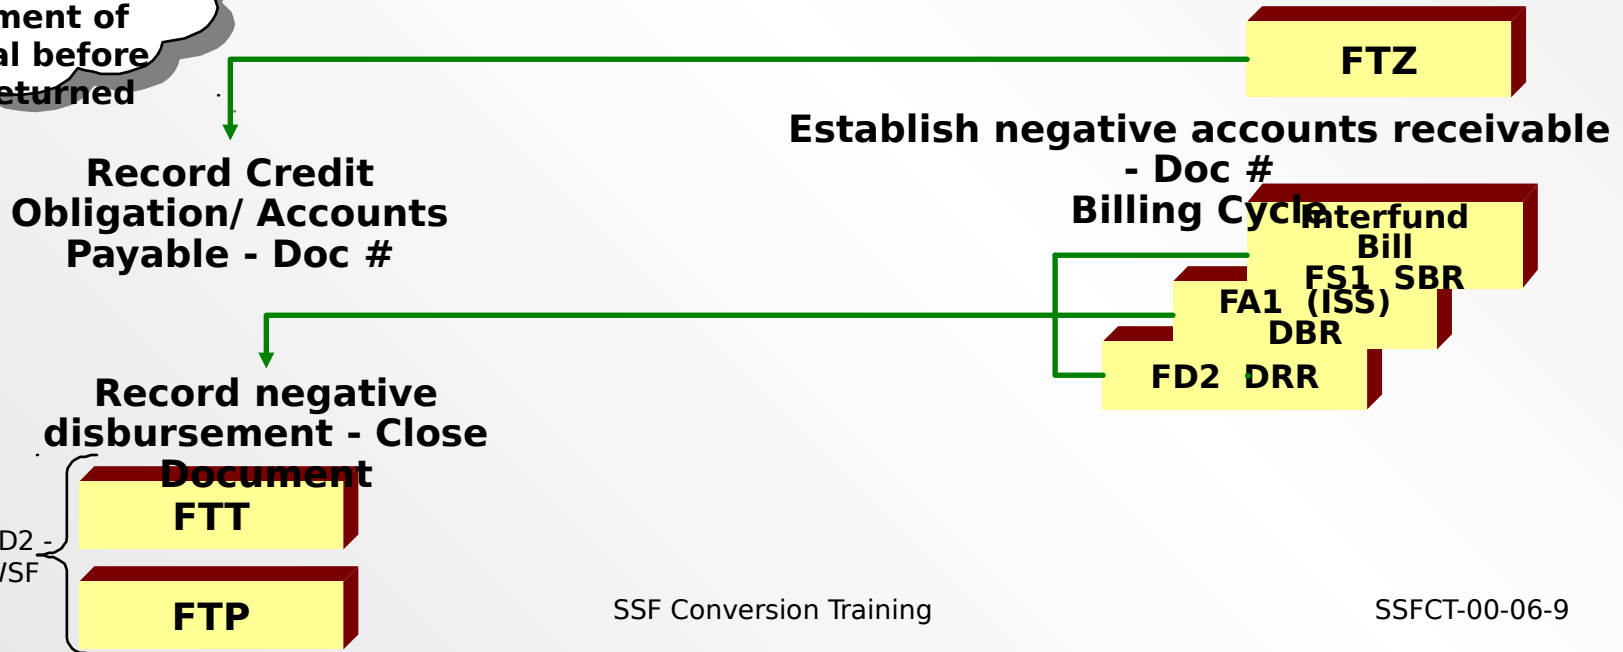 ment of
al before
eturned
FTZ
Establish negative accounts receivable
- Doc #
Billing Cycle
Record Credit
Obligation/ Accounts
Payable - Doc #
Interfund
Bill
FS1 SBR
FA1 (ISS)
DBR
FD2 DRR
Record negative
disbursement - Close
Document
FTT
D2 -
WSF
FTP
SSF Conversion Training
SSFCT-00-06-9